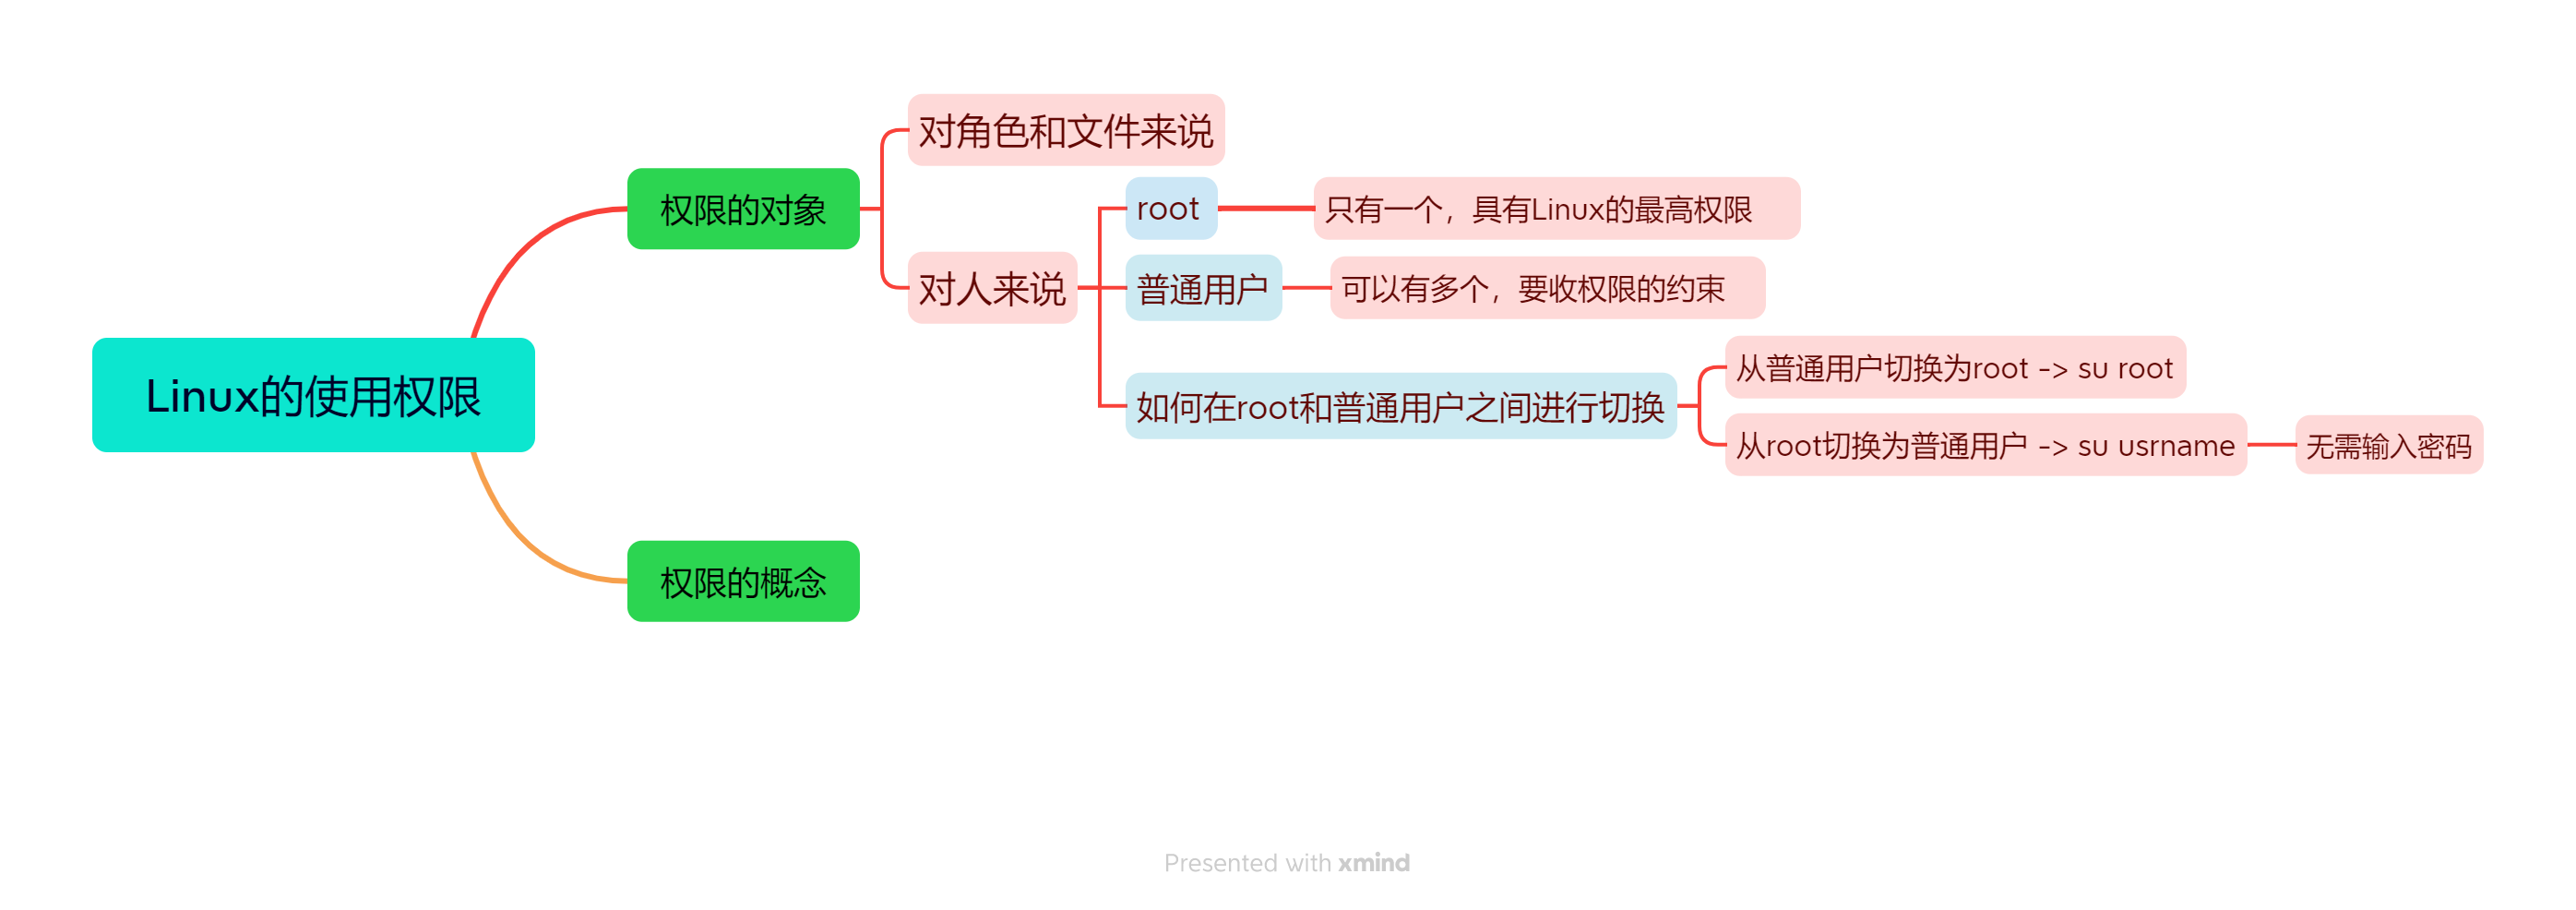 Linux的使用权限
权限的对象
对角色和文件来说
对人来说
root
只有一个，具有Linux的最高权限
普通用户
可以有多个，要收权限的约束
如何在root和普通用户之间进行切换
从普通用户切换为root -> su root
从root切换为普通用户 -> su usrname
无需输入密码
权限的概念
Presented with xmind